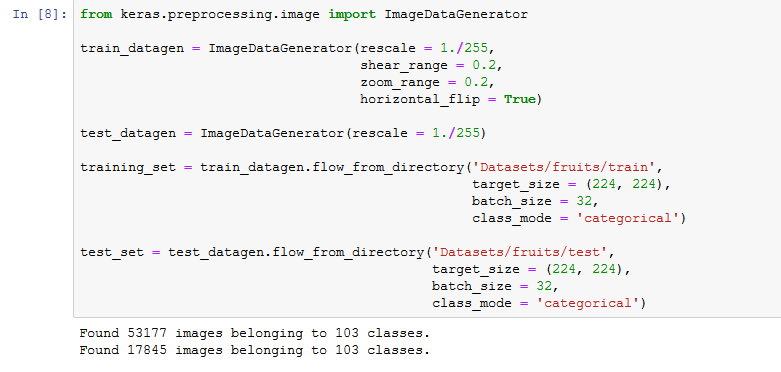 In [8]: from keras.preprocessing.image import ImageDataGenerator
train_datagen = ImageDataGenerator(rescale = 1./255,
shear_range = 0.2,
zoom_range = 0.2,
horizontal_flip = True)
test_datagen = ImageDataGenerator(rescale = 1./255)
training_set = train_datagen.flow_from_directory('Datasets/fruits/train',
target_size = (224, 224),
batch_size = 32,
class_mode = 'categorical')
test_set = test_datagen.flow_from_directory('Datasets/fruits/test',
target_size = (224, 224),
batch_size = 32,
class_mode = 'categorical')
Found 53177 images belonging to 103 classes.
Found 17845 images belonging to 103 classes.